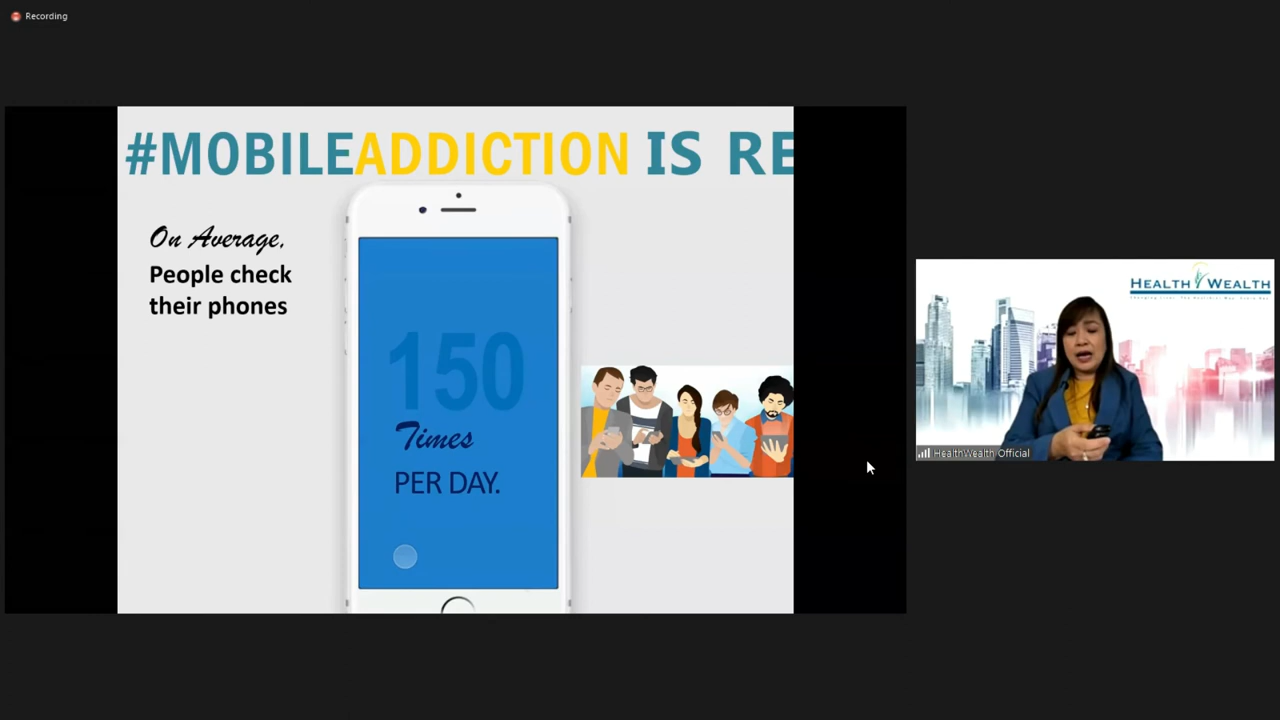 Recording
#MOBILEADDICTION IS RE
On Average,
People check
their phones
150
Times
PER DAY.
HEALTH WEALTH
HealthWealth Official